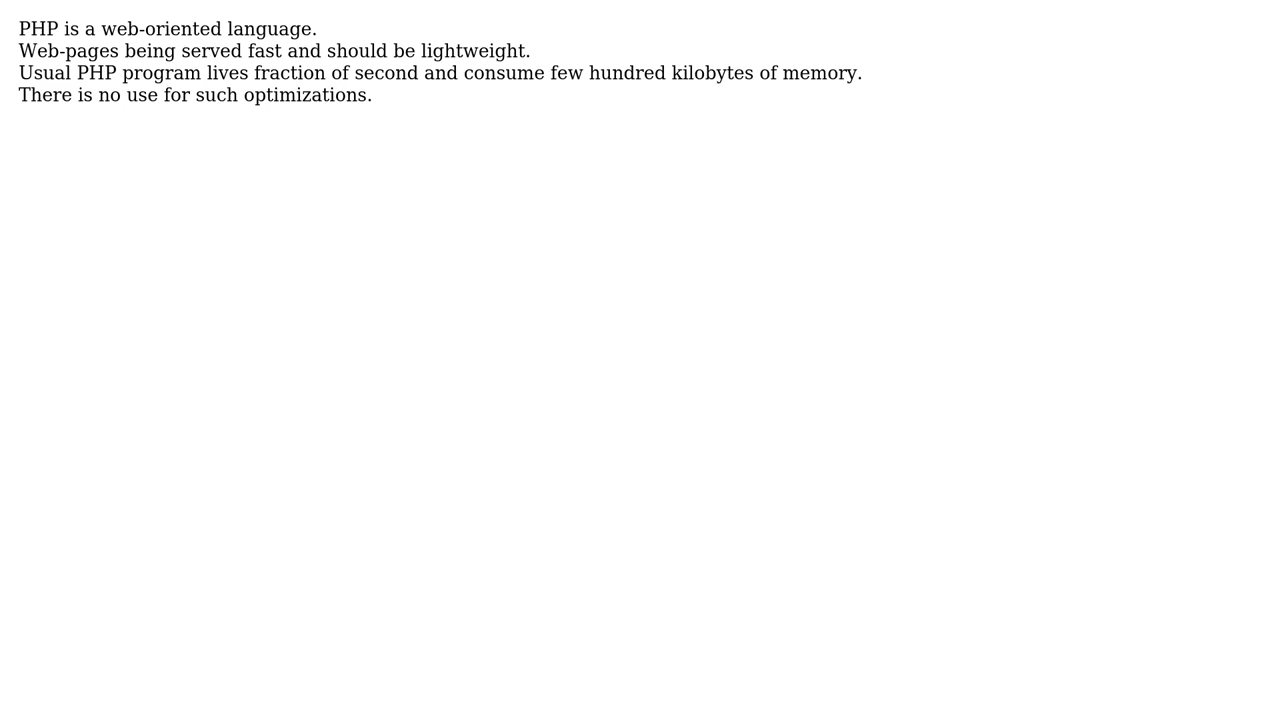 PHP is a web-oriented language.
Web-pages being served fast and should be lightweight.
Usual PHP program lives fraction of second and consume few hundred kilobytes of memory.
There is no use for such optimizations.